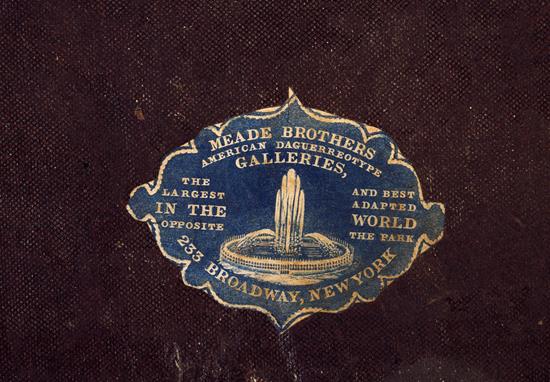 MEADE BROTHERS
AMERICAN DAGUERREOTYPE
GALLERIES,
THE AND BEST
LARGEST ADAPTED
IN THE WORLD
OPPOSITE THE PARK
233 BROADWAY, NEW YORK